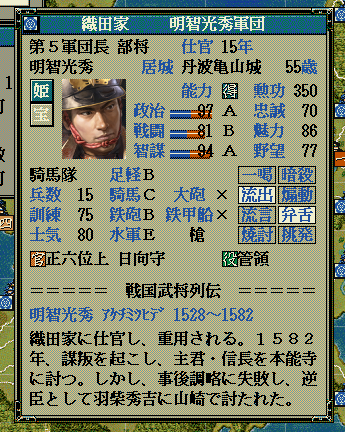 織田家 明智光秀軍団
第5軍団長 部将 仕官 15年
明智光秀 居城 丹波亀山城 55歳
姫 能力 得 勲功 350
宝 政治 97 A 忠誠 70
戦闘 81 B 魅力 86
智謀 94 A 野望 77
騎馬隊 足軽B 一喝 暗殺
兵数 15 騎馬C 大砲× 流出 煽動
訓練 75 鉄砲B 鉄甲船× 流言 弁舌
士気 80 水軍E 槍 焼討 挑発
官正六位上 日向守 役管領
===== 戦国武将列伝 =====
明智光秀 アケチミツヒデ 1528～1582
織田家に仕官し、重用される。1582
年、謀叛を起こし、主君・信長を本能寺
に討つ。しかし、事後調略に失敗し、逆
臣として羽柴秀吉に山崎で討たれた。